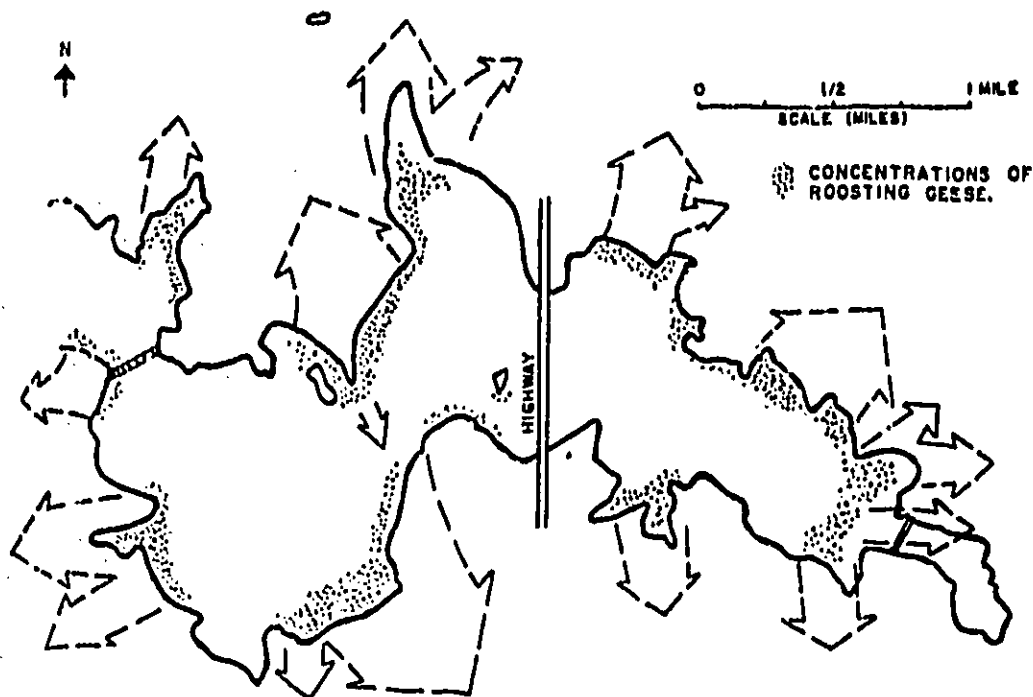 N
0 1/2 1 MILE
SCALE (MILES)
CONCENTRATIONS OF
ROOSTING GEESE.
HIGHWAY